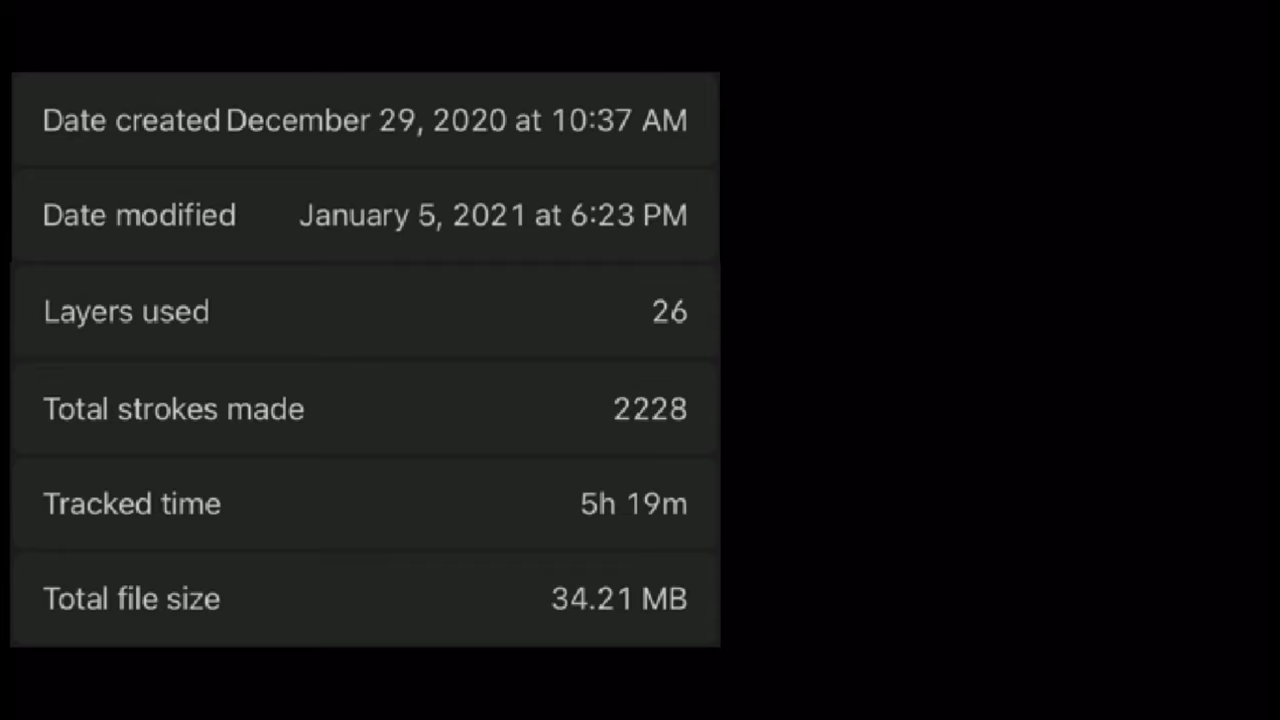 Date created December 29, 2020 at 10:37 AM
Date modified January 5, 2021 at 6:23 PM
Layers used 26
Total strokes made 2228
Tracked time 5h 19m
Total file size 34.21 MB